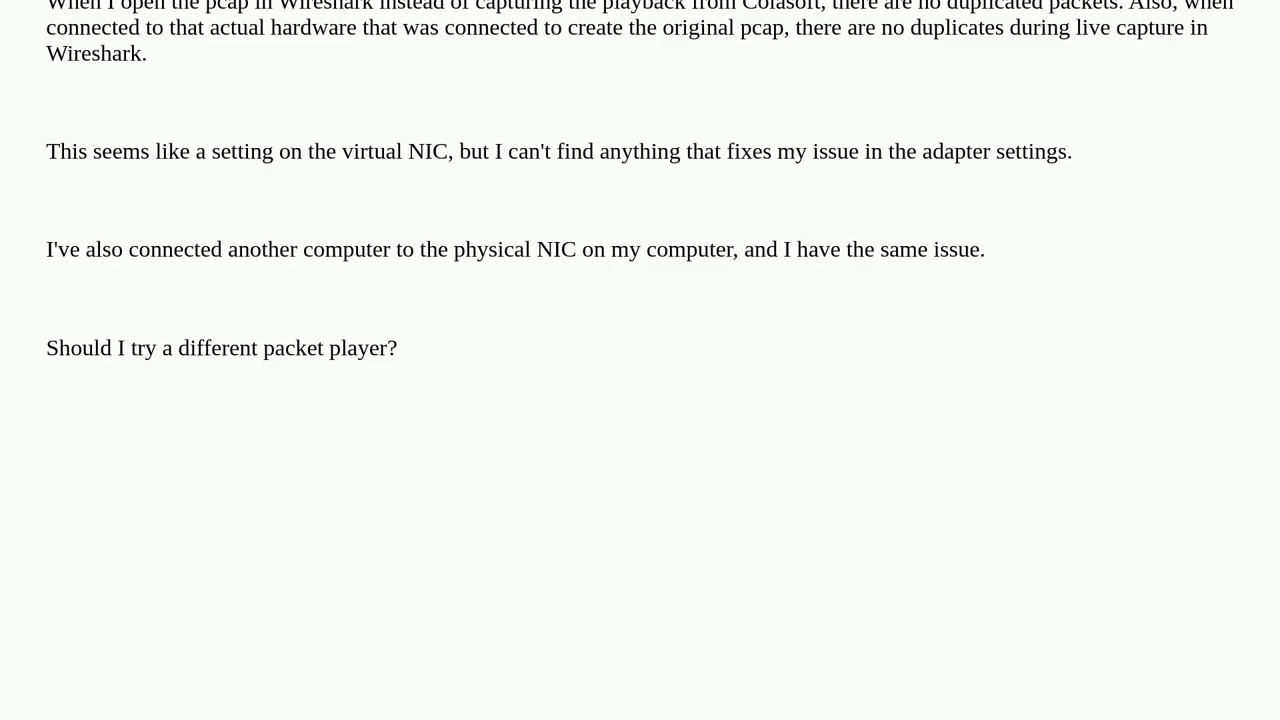 When I open the pcap in Wireshark instead of capturing the playback from Colasoft, there are no duplicated packets. Also, when
connected to that actual hardware that was connected to create the original pcap, there are no duplicates during live capture in
Wireshark.
This seems like a setting on the virtual NIC, but I can't find anything that fixes my issue in the adapter settings.
I've also connected another computer to the physical NIC on my computer, and I have the same issue.
Should I try a different packet player?